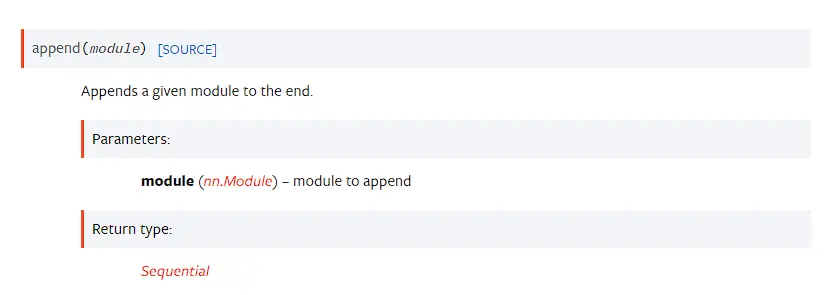 append(module) [SOURCE]
Appends a given module to the end.
Parameters:
module (nn.Module) – module to append
Return type:
Sequential